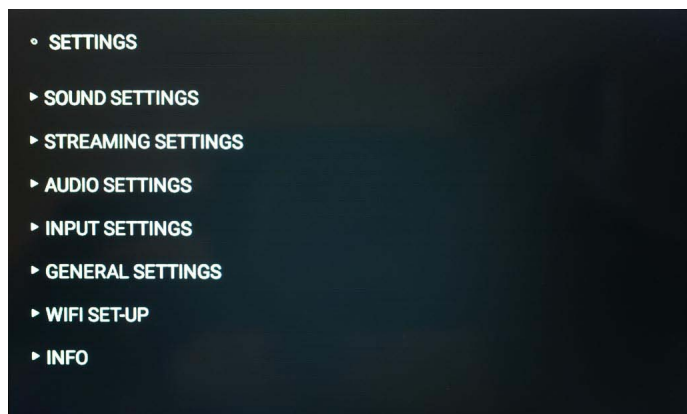 SETTINGS
SOUND SETTINGS
STREAMING SETTINGS
AUDIO SETTINGS
INPUT SETTINGS
GENERAL SETTINGS
WIFI SET-UP
INFO